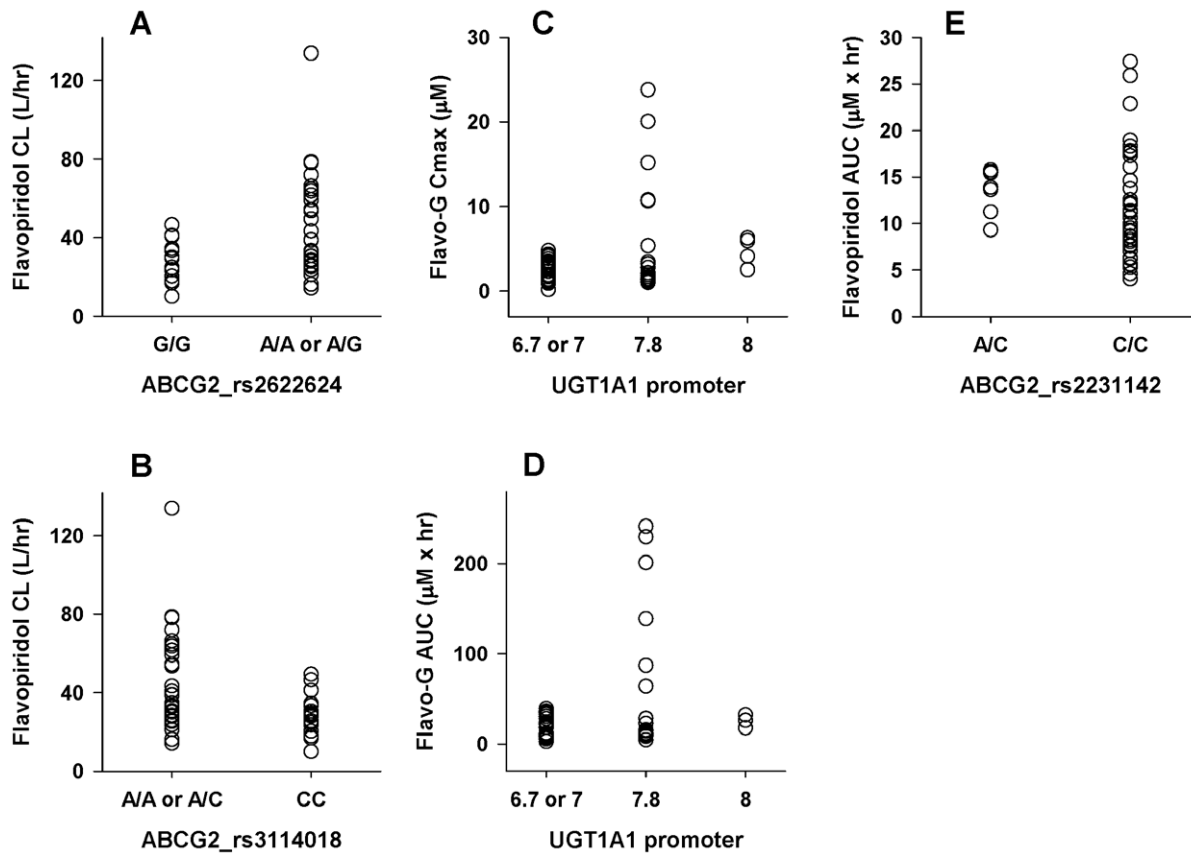 A
Flavopiridol CL (L/hr)
120
80
40
0
G/G A/A or A/G
ABCG2_rs2622624
C
Flavo-G Cmax (μM)
30
20
10
0
6.7 or 7 7.8 8
UGT1A1 promoter
E
Flavopiridol AUC (μM x hr)
30
25
20
15
10
5
0
A/C C/C
ABCG2_rs2231142
B
Flavopiridol CL (L/hr)
120
80
40
0
A/A or A/C CC
ABCG2_rs3114018
D
Flavo-G AUC (μM x hr)
200
100
0
6.7 or 7 7.8 8
UGT1A1 promoter